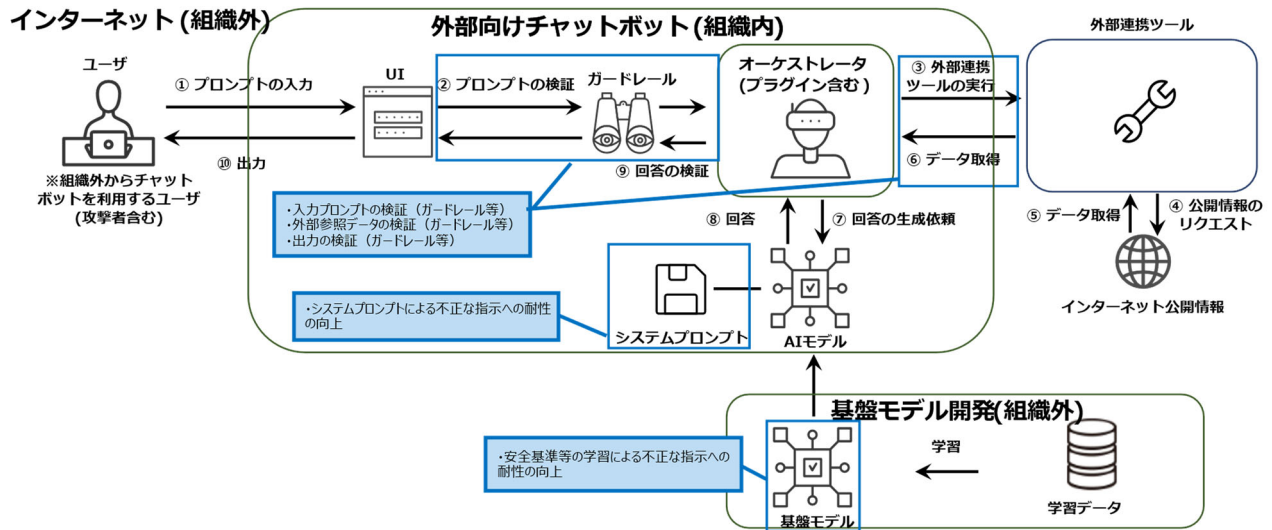 インターネット (組織外)
外部向けチャットボット (組織内)
外部連携ツール
ユーザ
① プロンプトの入力
UI
② プロンプトの検証
ガードレール
オーケストレータ
(プラグイン含む)
③ 外部連携
ツールの実行
⑩ 出力
⑨ 回答の検証
⑥ データ取得
※組織外からチャット
ボットを利用するユーザ
(攻撃者含む)
・入力プロンプトの検証（ガードレール等）
・外部参照データの検証（ガードレール等）
・出力の検証（ガードレール等）
⑧ 回答
⑦ 回答の生成依頼
⑤ データ取得
④ 公開情報の
リクエスト
インターネット公開情報
・システムプロンプトによる不正な指示への耐性
の向上
システムプロンプト
AIモデル
基盤モデル開発(組織外)
・安全基準等の学習による不正な指示への
耐性の向上
学習
基盤モデル
学習データ